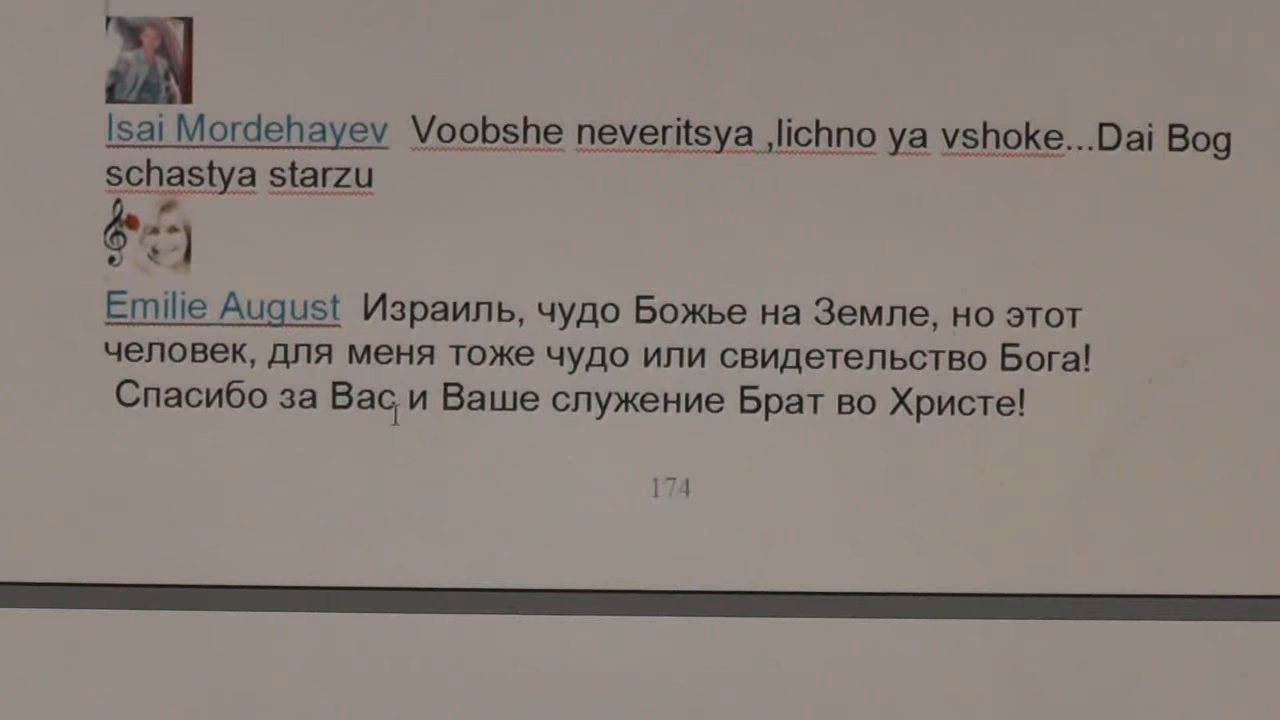 Isai Mordehayev Voobshe neveritsya ,lichno ya vshoke...Dai Bog
schastya starzu
Emilie August Израиль, чудо Божье на Земле, но этот
человек, для меня тоже чудо или свидетельство Бога!
Спасибо за Вас и Ваше служение Брат во Христе!
174